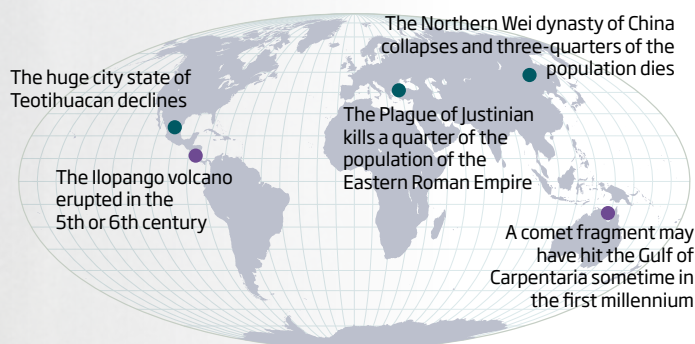 The Northern Wei dynasty of China
collapses and three-quarters of the
population dies
The huge city state of
Teotihuacan declines
The Plague of Justinian
kills a quarter of the
population of the
Eastern Roman Empire
The Ilopango volcano
erupted in the
5th or 6th century
A comet fragment may
have hit the Gulf of
Carpentaria sometime in
the first millennium